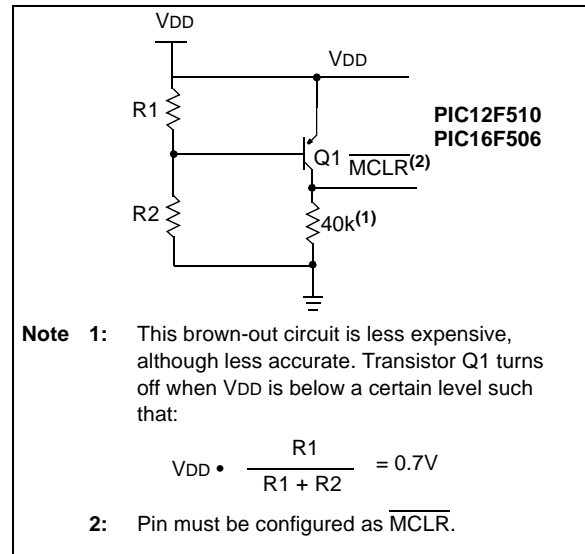 VDD
VDD
R1
PIC12F510
PIC16F506
Q1
MCLR(2)
R2
40k(1)
Note 1: This brown-out circuit is less expensive,
although less accurate. Transistor Q1 turns
off when VDD is below a certain level such
that:
VDD • R1 / R1 + R2 = 0.7V
2: Pin must be configured as MCLR.